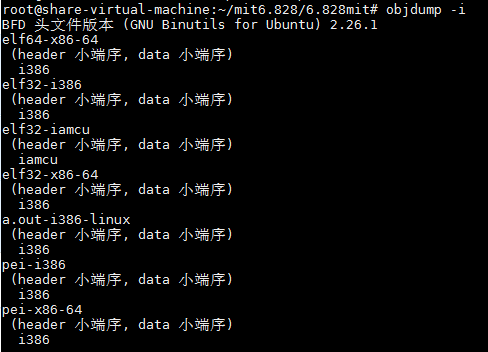 root@share-virtual-machine:~/mit6.828/6.828mit# objdump -i
BFD 头文件版本 (GNU Binutils for Ubuntu) 2.26.1
elf64-x86-64
 (header 小端序, data 小端序)
  i386
elf32-i386
 (header 小端序, data 小端序)
  i386
elf32-iamcu
 (header 小端序, data 小端序)
  iamcu
elf32-x86-64
 (header 小端序, data 小端序)
  i386
a.out-i386-linux
 (header 小端序, data 小端序)
  i386
pei-i386
 (header 小端序, data 小端序)
  i386
pei-x86-64
 (header 小端序, data 小端序)
  i386